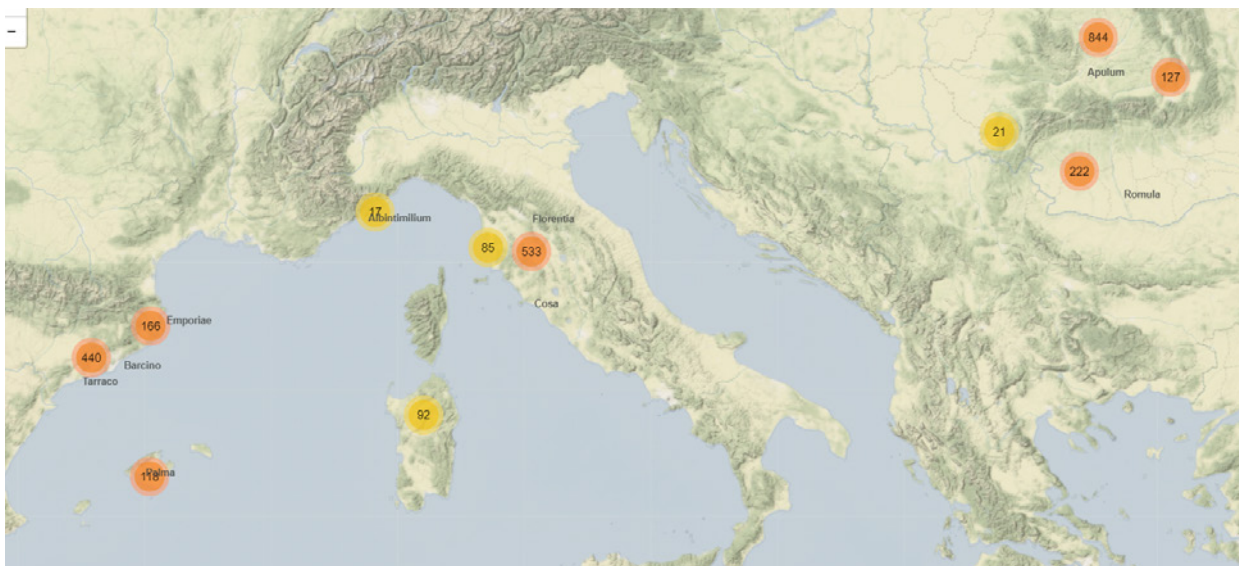 −
844
Apulum
127
21
222
Romula
17
Albintimilium
Florentia
85
533
Cosa
166
Emporiae
440
Barcino
Tarraco
92
Palma
118